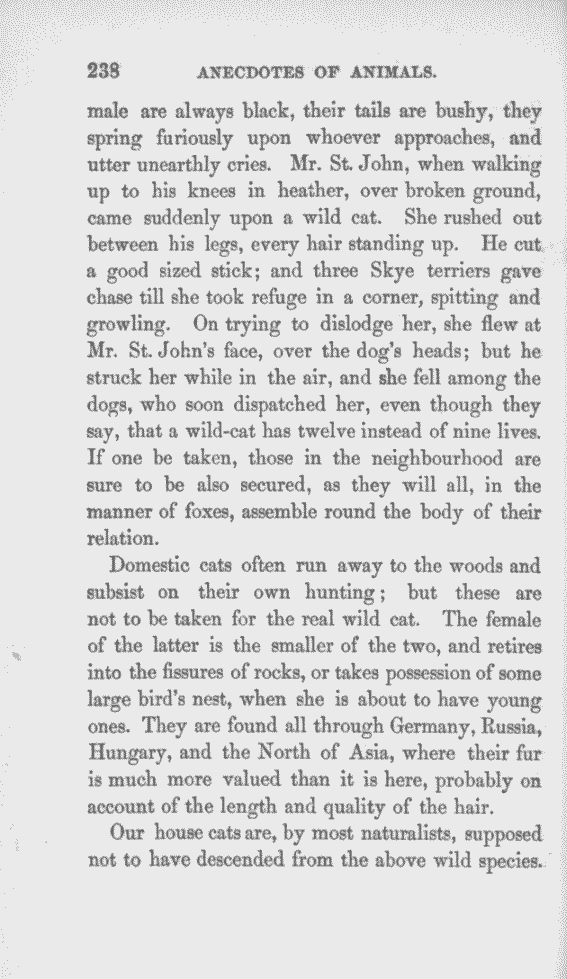 238 ANECDOTES OF ANIMALS.
male are always black, their tails are bushy, they
spring furiously upon whoever approaches, and
utter unearthly cries. Mr. St. John, when walking
up to his knees in heather, over broken ground,
came suddenly upon a wild cat. She rushed out
between his legs, every hair standing up. He cut
a good sized stick; and three Skye terriers gave
chase till she took refuge in a corner, spitting and
growling. On trying to dislodge her, she flew at
Mr. St. John's face, over the dog's heads; but he
struck her while in the air, and she fell among the
dogs, who soon dispatched her, even though they
say, that a wild-cat has twelve instead of nine lives.
If one be taken, those in the neighbourhood are
sure to be also secured, as they will all, in the
manner of foxes, assemble round the body of their
relation.
Domestic cats often run away to the woods and
subsist on their own hunting; but these are
not to be taken for the real wild cat. The female
of the latter is the smaller of the two, and retires
into the fissures of rocks, or takes possession of some
large bird's nest, when she is about to have young
ones. They are found all through Germany, Russia,
Hungary, and the North of Asia, where their fur
is much more valued than it is here, probably on
account of the length and quality of the hair.
Our house cats are, by most naturalists, supposed
not to have descended from the above wild species.